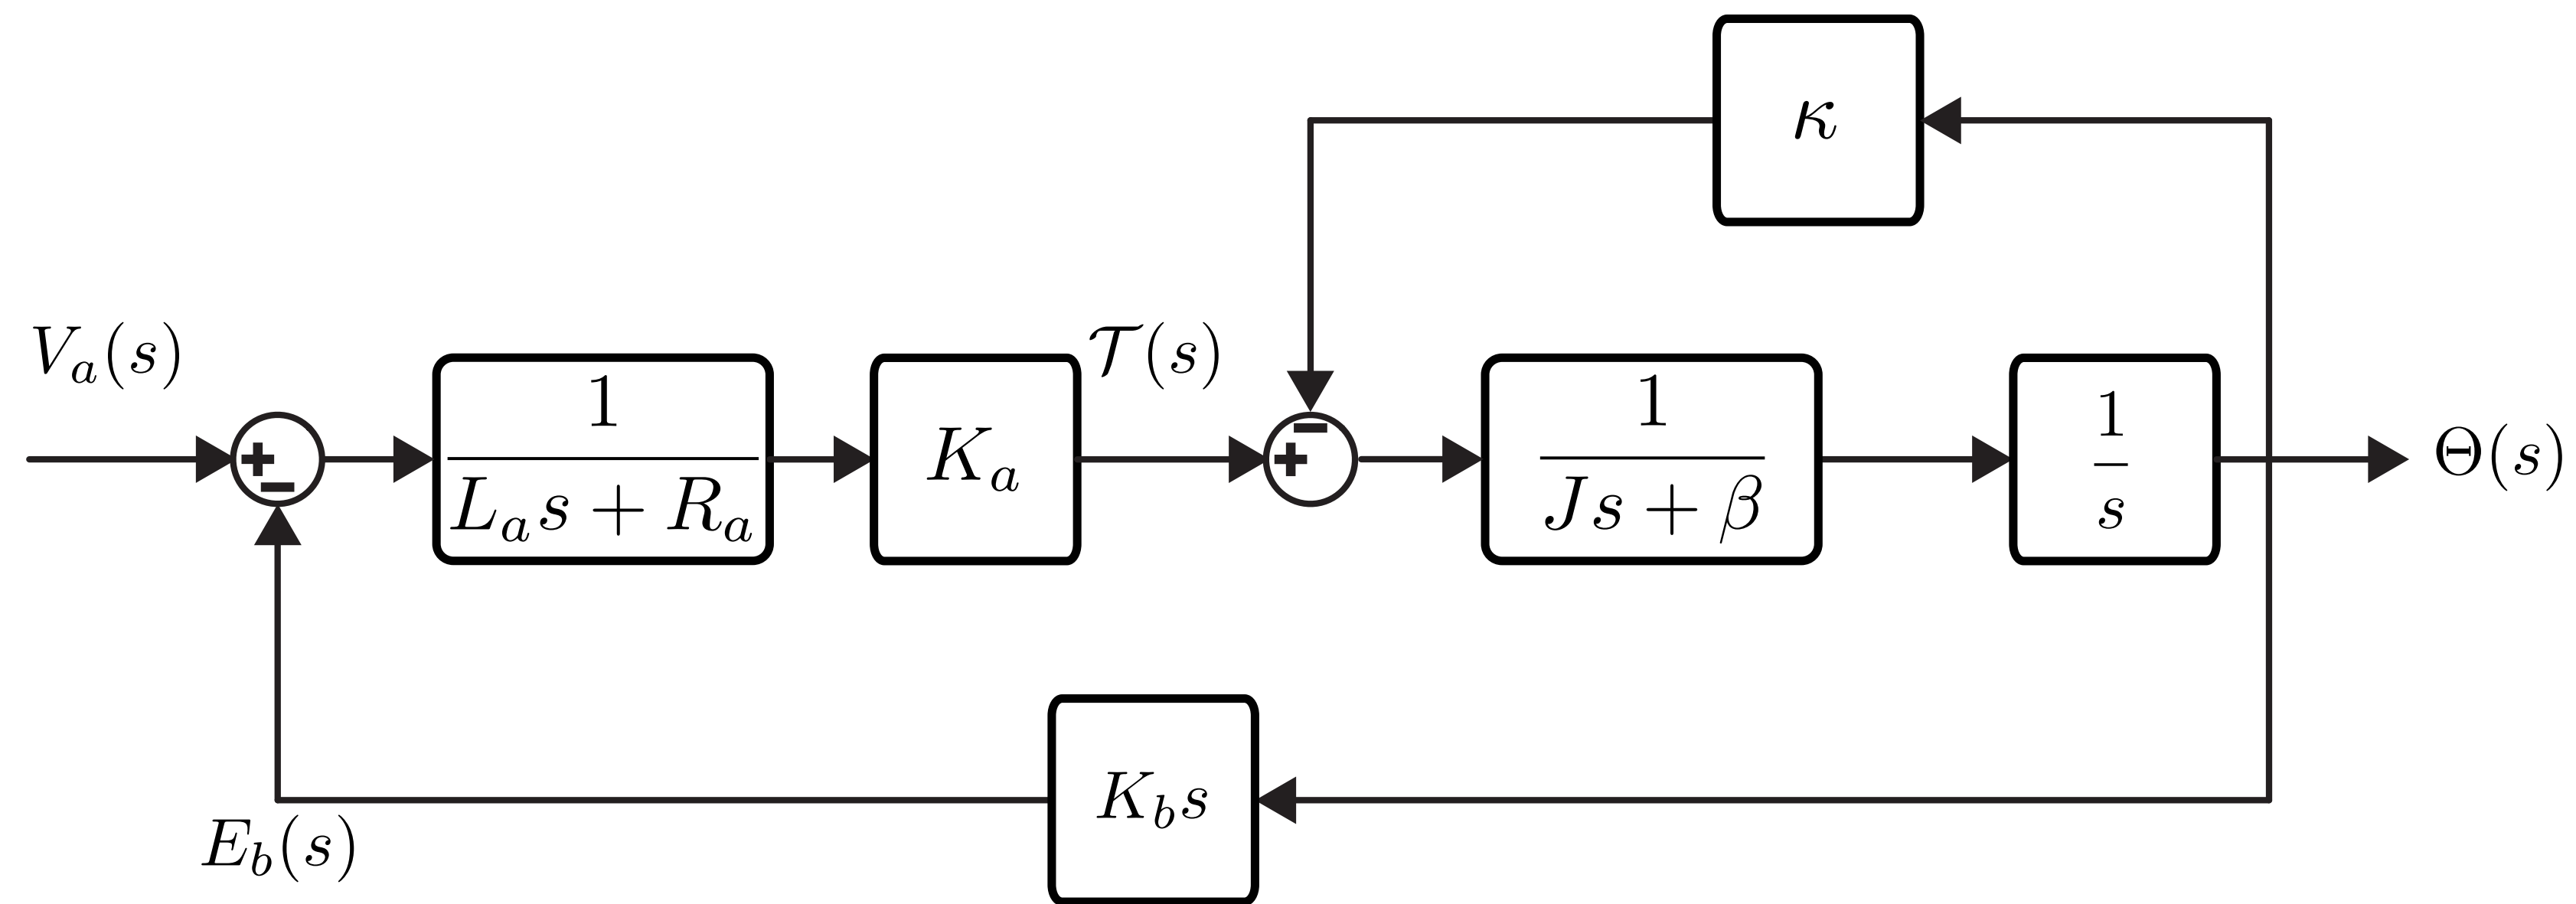 κ
V_a(s)
1
L_a s + R_a
K_a
𝒯(s)
1
Js + β
1
s
Θ(s)
K_b s
E_b(s)
+
−
+
−